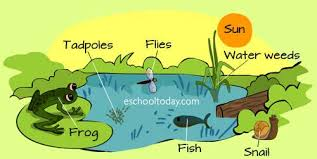 Sun
Tadpoles
Flies
Water weeds
eschooltoday.com
Frog
Fish
Snail